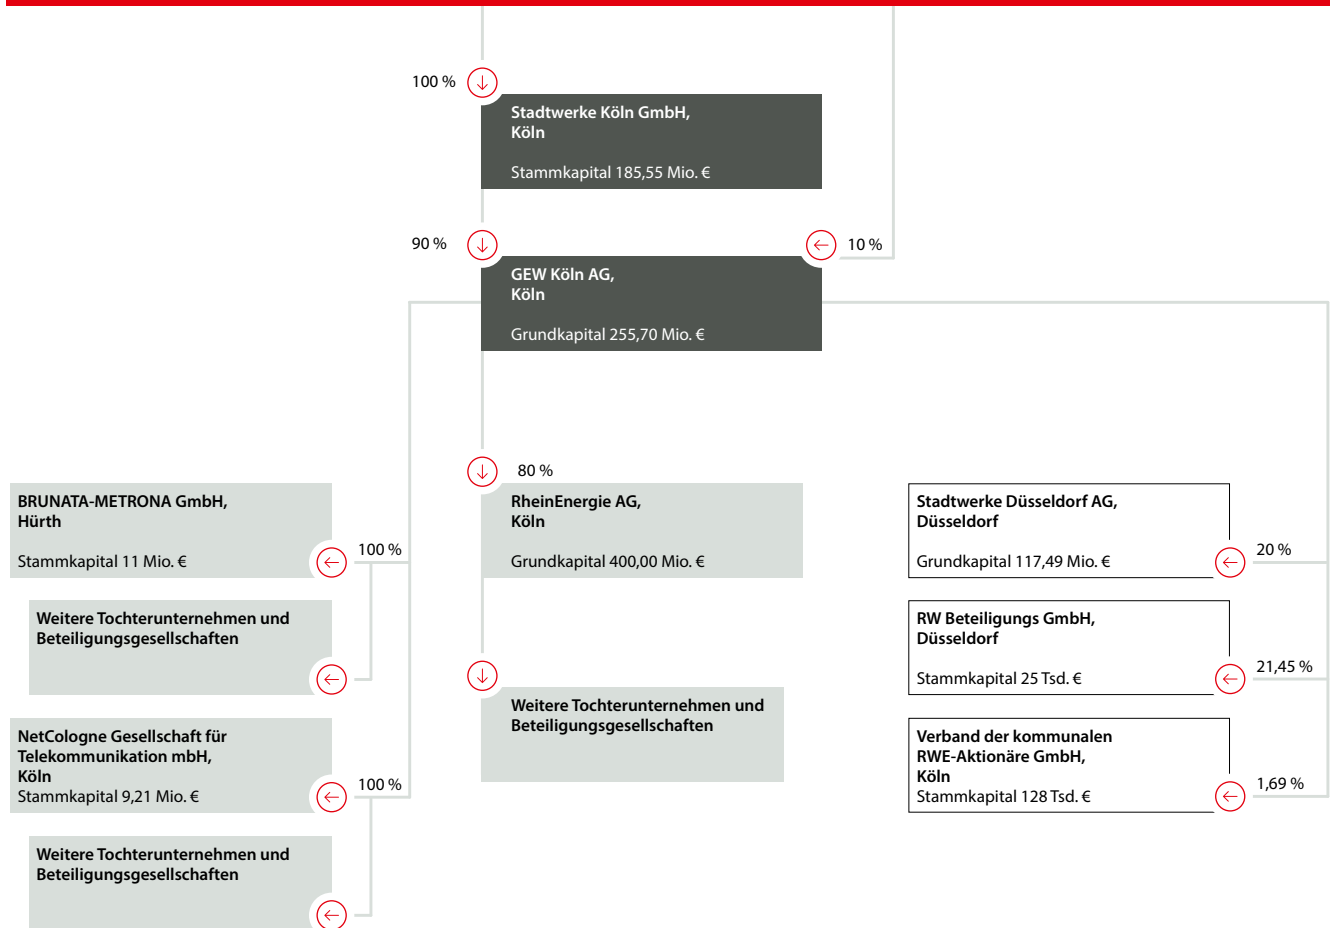 100 %
Stadtwerke Köln GmbH,
Köln
Stammkapital 185,55 Mio. €
90 %
10 %
GEW Köln AG,
Köln
Grundkapital 255,70 Mio. €
80 %
BRUNATA-METRONA GmbH,
Hürth
Stammkapital 11 Mio. €
100 %
Weitere Tochterunternehmen und
Beteiligungsgesellschaften
NetCologne Gesellschaft für
Telekommunikation mbH,
Köln
Stammkapital 9,21 Mio. €
100 %
Weitere Tochterunternehmen und
Beteiligungsgesellschaften
RheinEnergie AG,
Köln
Grundkapital 400,00 Mio. €
Weitere Tochterunternehmen und
Beteiligungsgesellschaften
Stadtwerke Düsseldorf AG,
Düsseldorf
Grundkapital 117,49 Mio. €
20 %
RW Beteiligungs GmbH,
Düsseldorf
Stammkapital 25 Tsd. €
21,45 %
Verband der kommunalen
RWE-Aktionäre GmbH,
Köln
Stammkapital 128 Tsd. €
1,69 %